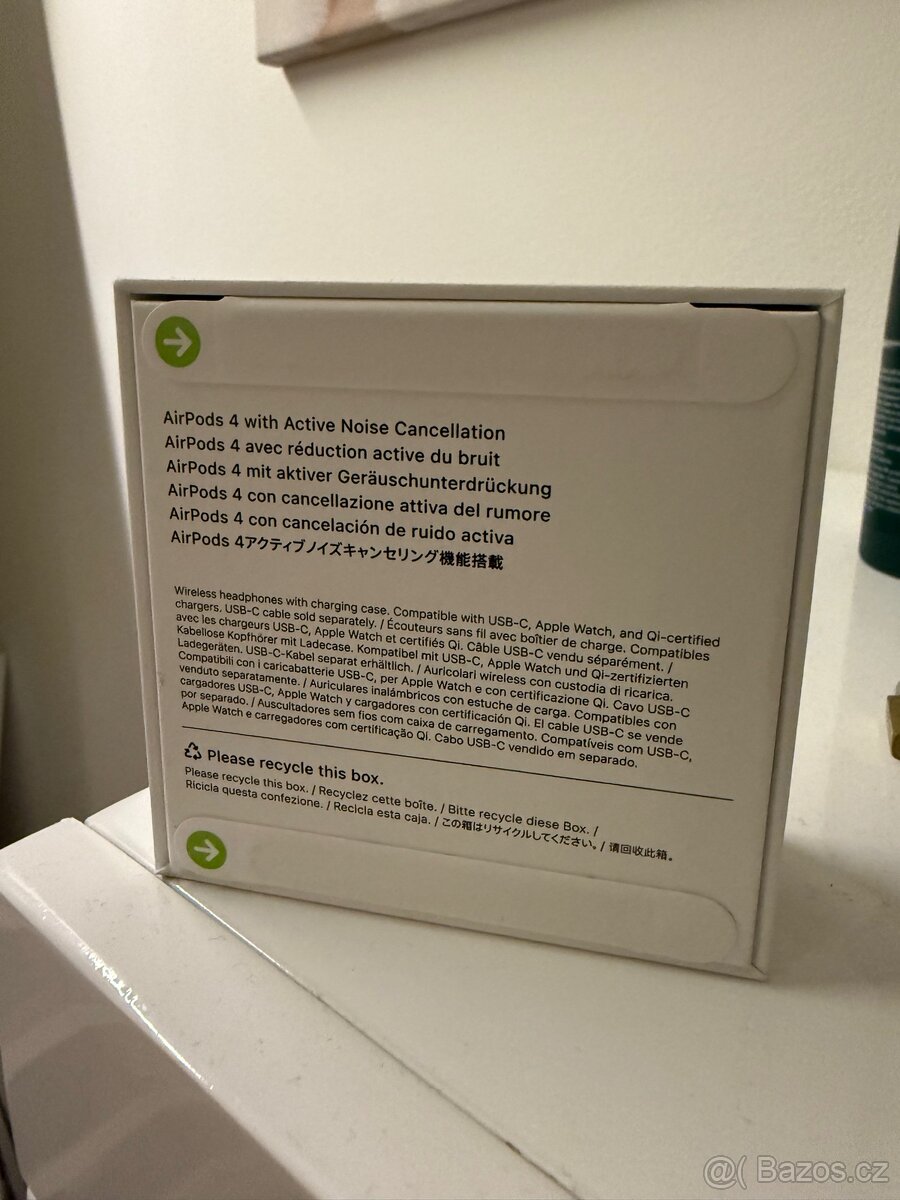 AirPods 4 with Active Noise Cancellation
AirPods 4 avec réduction active du bruit
AirPods 4 mit aktiver Geräuschunterdrückung
AirPods 4 con cancellazione attiva del rumore
AirPods 4 con cancelación de ruido activa
AirPods 4アクティブノイズキャンセリング機能搭載
Wireless headphones with charging case. Compatible with USB-C, Apple Watch, and Qi-certified
chargers. USB-C cable sold separately. / Écouteurs sans fil avec boîtier de charge. Compatibles
avec les chargeurs USB-C, Apple Watch et certifiés Qi. Câble USB-C vendu séparément. /
Kabellose Kopfhörer mit Ladecase. Kompatibel mit USB-C, Apple Watch und Qi-zertifizierten
Ladegeräten. USB-C-Kabel separat erhältlich. / Auricolari wireless con custodia di ricarica.
Compatibili con i caricabatterie USB-C, per Apple Watch e con certificazione Qi. Cavo USB-C
venduto separatamente. / Auriculares inalámbricos con estuche de carga. Compatibles con
cargadores USB-C, Apple Watch y cargadores con certificación Qi. El cable USB-C se vende
por separado. / Auscultadores sem fios com caixa de carregamento. Compatíveis com USB-C,
Apple Watch e carregadores com certificação Qi. Cabo USB-C vendido em separado.
Please recycle this box.
Please recycle this box. / Recyclez cette boîte. / Bitte recycle diese Box. /
Ricicla questa confezione. / Recicla esta caja. / この箱はリサイクルしてください。/ 请回收此箱。
@( Bazos.cz